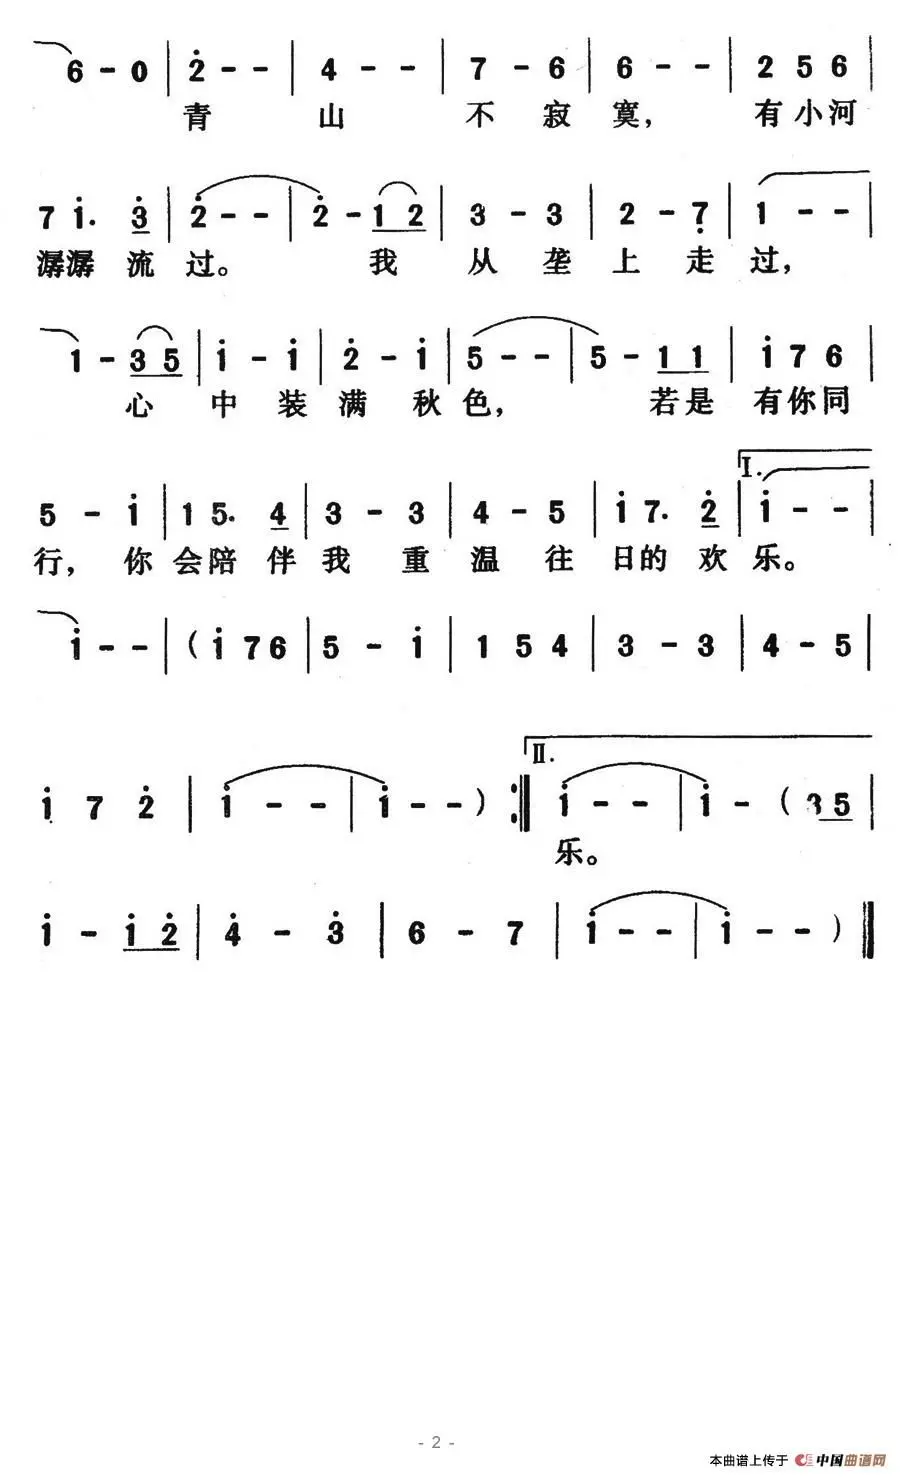 6 - 0 | 2̇ - - | 4 - - | 7 - 6 | 6 - - | 2 5 6 |
青 山 不 寂 寞， 有 小 河
7 1̇. 3̇ | 2̇ - - | 2̇ - 1 2 | 3 - 3 | 2 - 7̣ | 1 - - |
潺潺 流 过。 我 从 垄 上 走 过，
1 - 3 5 | 1̇ - 1̇ | 2̇ - 1̇ | 5 - - | 5 - 1 1 | 1̇ 7 6 |
心 中 装 满 秋 色， 若 是 有 你 同
I.
5 - 1̇ | 1 5. 4 | 3 - 3 | 4 - 5 | 1̇ 7. 2̇ | 1̇ - - |
行， 你 会 陪 伴 我 重 温 往 日 的 欢 乐。
1̇ - - | ( 1̇ 7 6 | 5 - 1̇ | 1 5 4 | 3 - 3 | 4 - 5 |
II.
1̇ 7 2̇ | 1̇ - - | 1̇ - - ) :| 1̇ - - | 1̇ - ( 3 5 |
乐。
1̇ - 1̇ 2̇ | 4̇ - 3̇ | 6 - 7 | 1̇ - - | 1̇ - - ) ||
- 2 -
本曲谱上传于 中国曲谱网